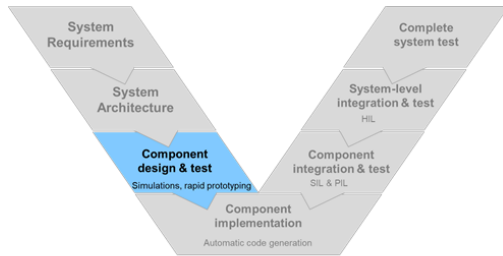 System
Requirements
System
Architecture
Component
design & test
Simulations, rapid prototyping
Component
implementation
Automatic code generation
Component
integration & test
SIL & PIL
System-level
integration & test
HIL
Complete
system test